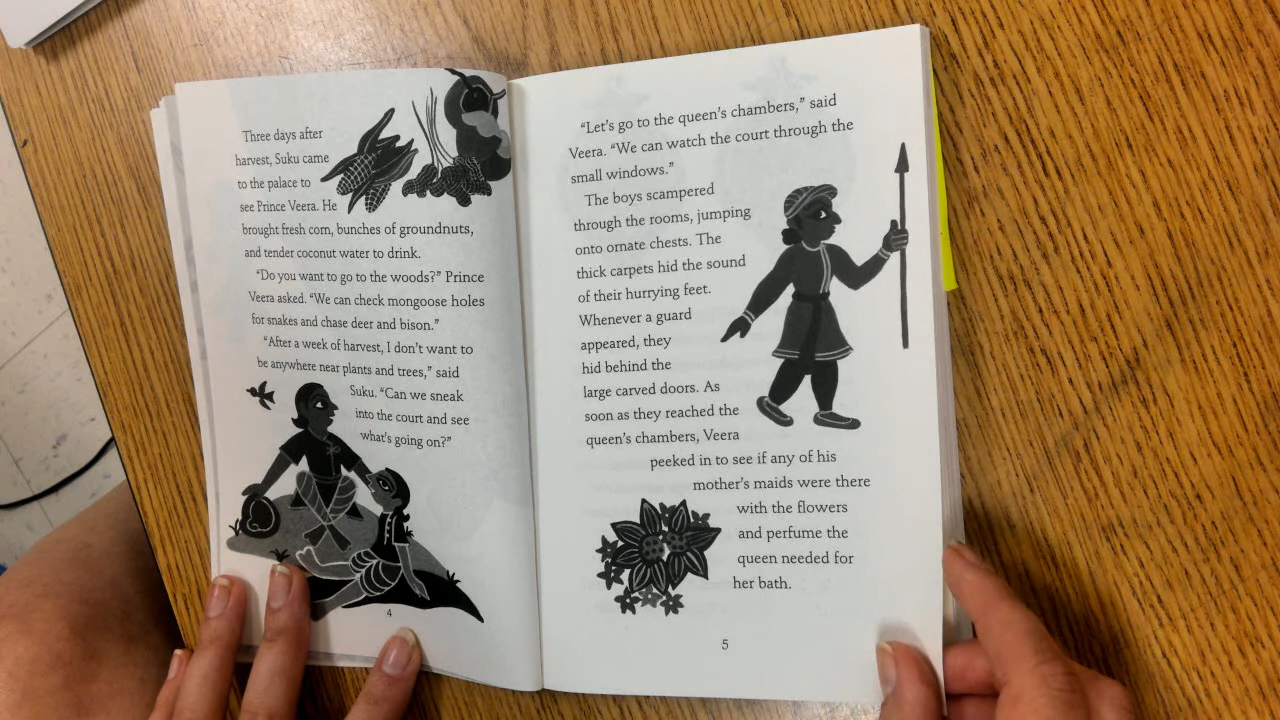 Three days after
harvest, Suku came
to the palace to
see Prince Veera. He
brought fresh corn, bunches of groundnuts,
and tender coconut water to drink.
“Do you want to go to the woods?” Prince
Veera asked. “We can check mongoose holes
for snakes and chase deer and bison.”
“After a week of harvest, I don’t want to
be anywhere near plants and trees,” said
Suku. “Can we sneak
into the court and see
what’s going on?”
4
“Let’s go to the queen’s chambers,” said
Veera. “We can watch the court through the
small windows.”
The boys scampered
through the rooms, jumping
onto ornate chests. The
thick carpets hid the sound
of their hurrying feet.
Whenever a guard
appeared, they
hid behind the
large carved doors. As
soon as they reached the
queen’s chambers, Veera
peeked in to see if any of his
mother’s maids were there
with the flowers
and perfume the
queen needed for
her bath.
5